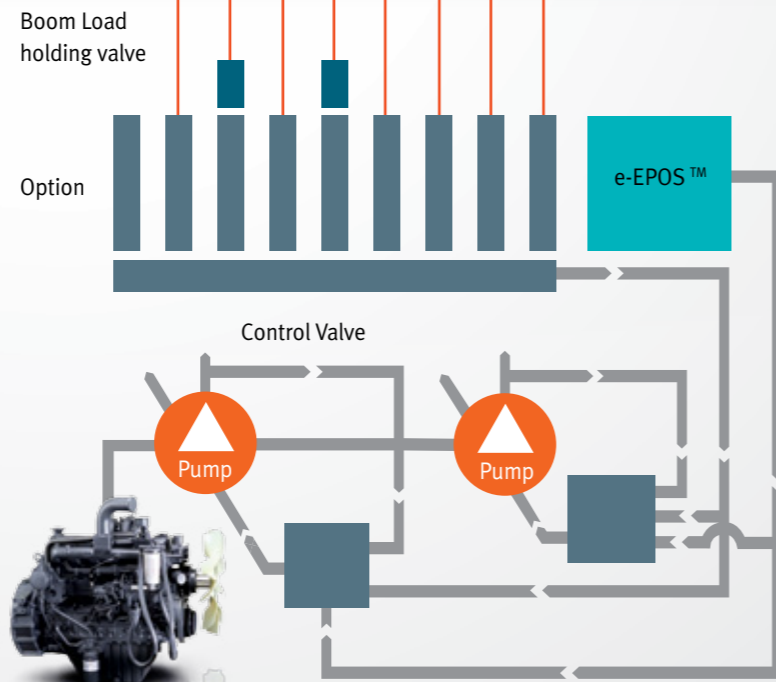 Boom Load
holding valve
Option
e-EPOS ™
Control Valve
Pump
Pump